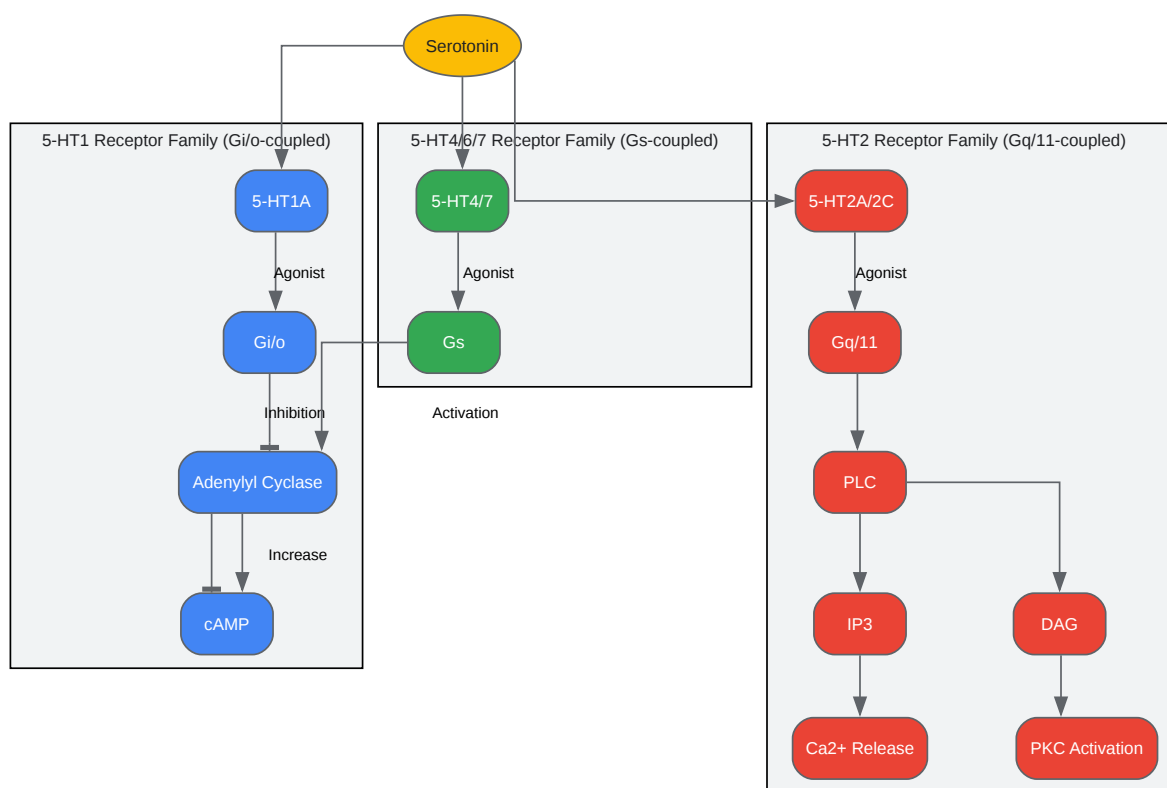 Serotonin
5-HT1 Receptor Family (Gi/o-coupled)
5-HT4/6/7 Receptor Family (Gs-coupled)
5-HT2 Receptor Family (Gq/11-coupled)
5-HT1A
5-HT4/7
5-HT2A/2C
Agonist
Agonist
Agonist
Gi/o
Gs
Gq/11
Inhibition
Activation
Adenylyl Cyclase
PLC
Increase
cAMP
IP3
DAG
Ca2+ Release
PKC Activation